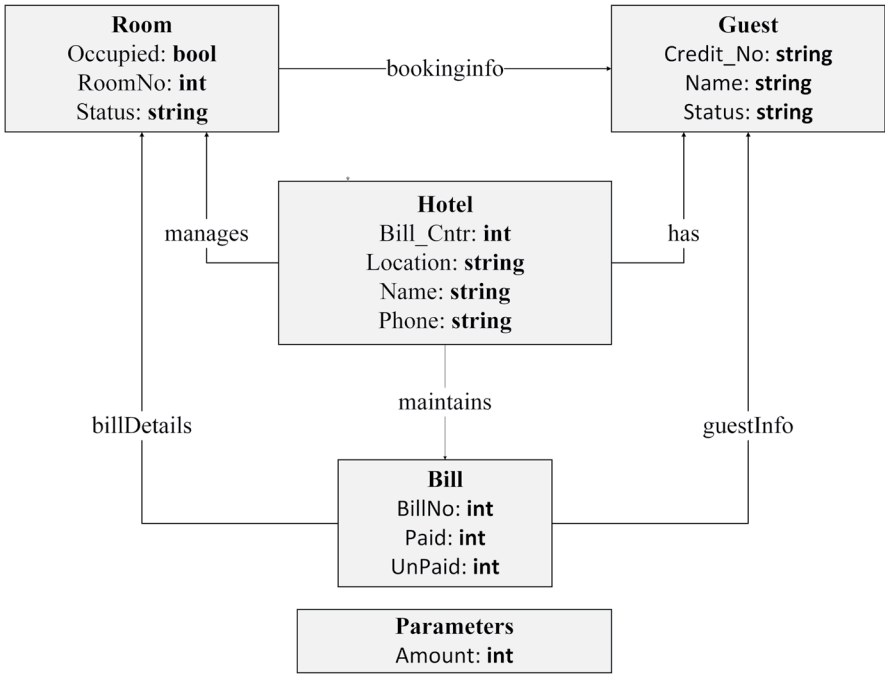 Room
Occupied: bool
RoomNo: int
Status: string
bookinginfo
Guest
Credit_No: string
Name: string
Status: string
manages
Hotel
Bill_Cntr: int
Location: string
Name: string
Phone: string
has
maintains
billDetails
guestInfo
Bill
BillNo: int
Paid: int
UnPaid: int
Parameters
Amount: int